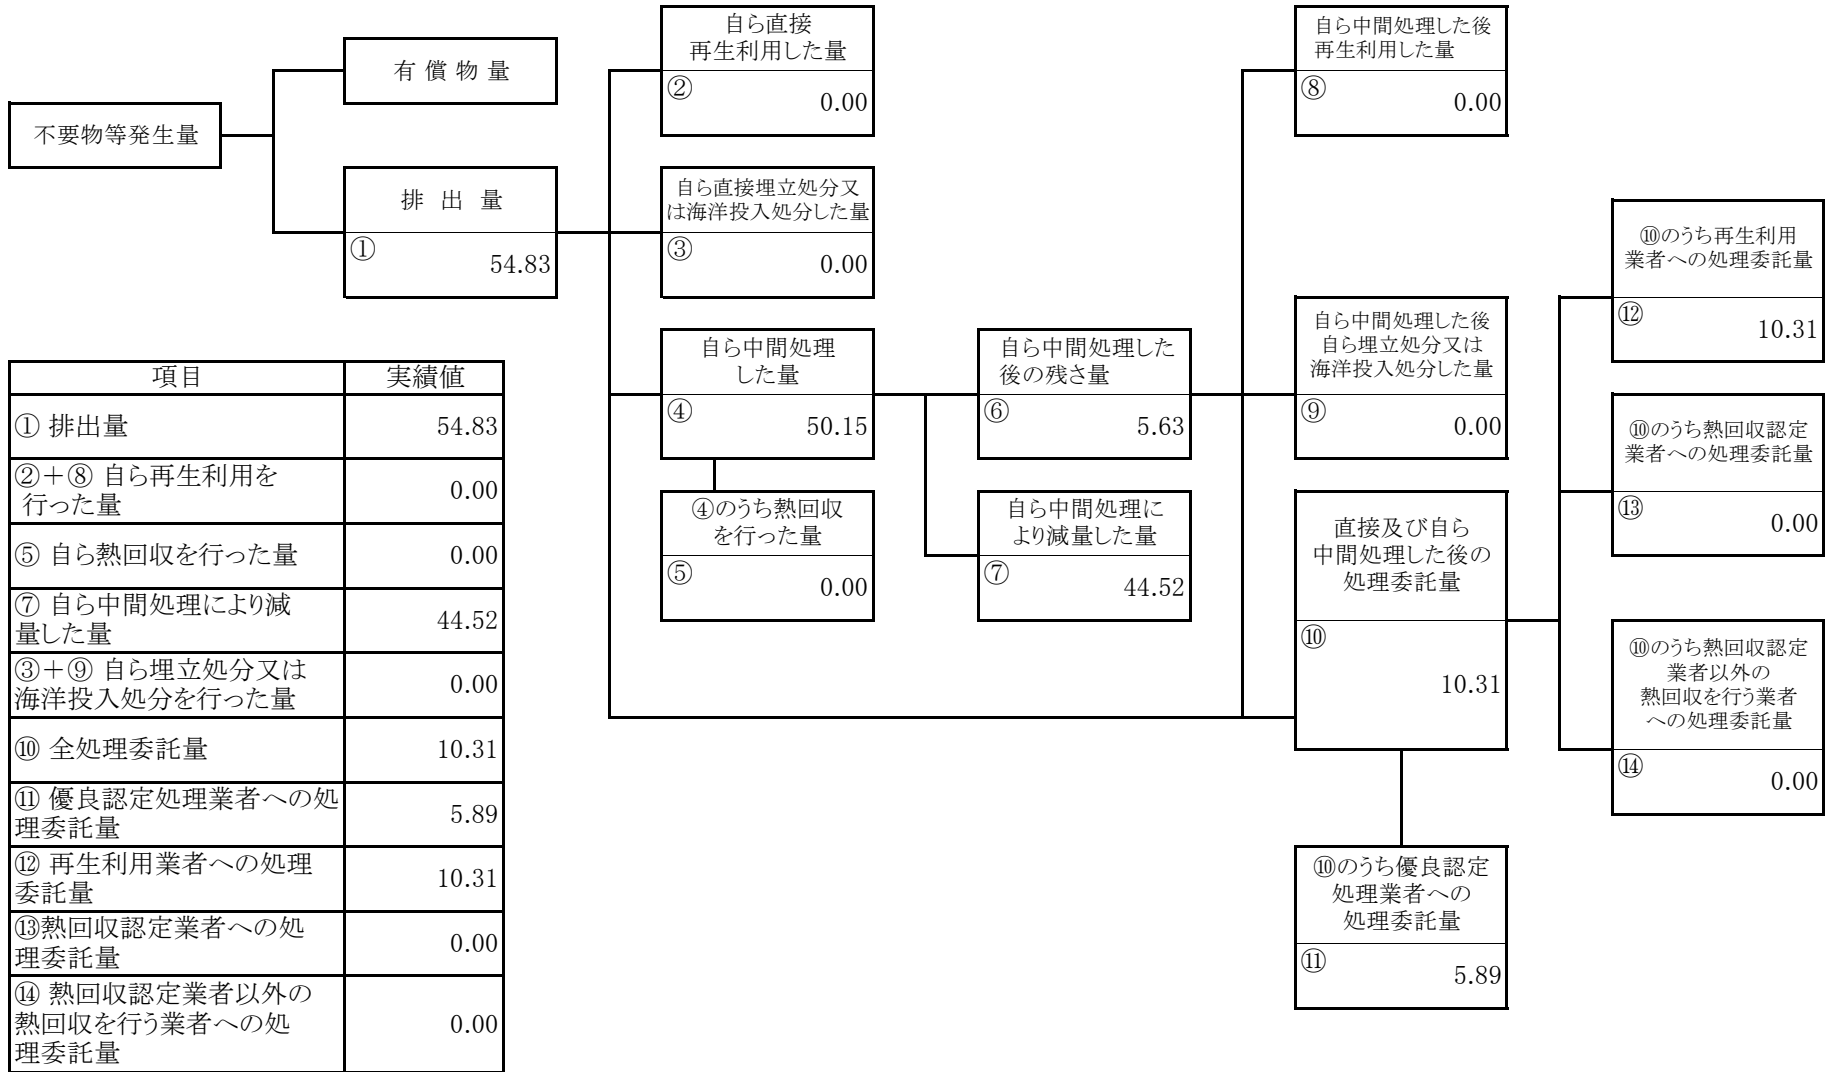 不要物等発生量
有償物量
排出量
①
54.83
自ら直接
再生利用した量
②
0.00
自ら直接埋立処分又
は海洋投入処分した量
③
0.00
自ら中間処理
した量
④
50.15
④のうち熱回収
を行った量
⑤
0.00
自ら中間処理した
後の残さ量
⑥
5.63
自ら中間処理に
より減量した量
⑦
44.52
自ら中間処理した後
再生利用した量
⑧
0.00
自ら中間処理した後
自ら埋立処分又は
海洋投入処分した量
⑨
0.00
直接及び自ら
中間処理した後の
処理委託量
⑩
10.31
⑩のうち優良認定
処理業者への
処理委託量
⑪
5.89
⑩のうち再生利用
業者への処理委託量
⑫
10.31
⑩のうち熱回収認定
業者への処理委託量
⑬
0.00
⑩のうち熱回収認定
業者以外の
熱回収を行う業者
への処理委託量
⑭
0.00
項目 実績値
① 排出量 54.83
②＋⑧ 自ら再生利用を
行った量 0.00
⑤ 自ら熱回収を行った量 0.00
⑦ 自ら中間処理により減
量した量 44.52
③＋⑨ 自ら埋立処分又は
海洋投入処分を行った量 0.00
⑩ 全処理委託量 10.31
⑪ 優良認定処理業者への処
理委託量 5.89
⑫ 再生利用業者への処理
委託量 10.31
⑬熱回収認定業者への処
理委託量 0.00
⑭ 熱回収認定業者以外の
熱回収を行う業者への処
理委託量 0.00